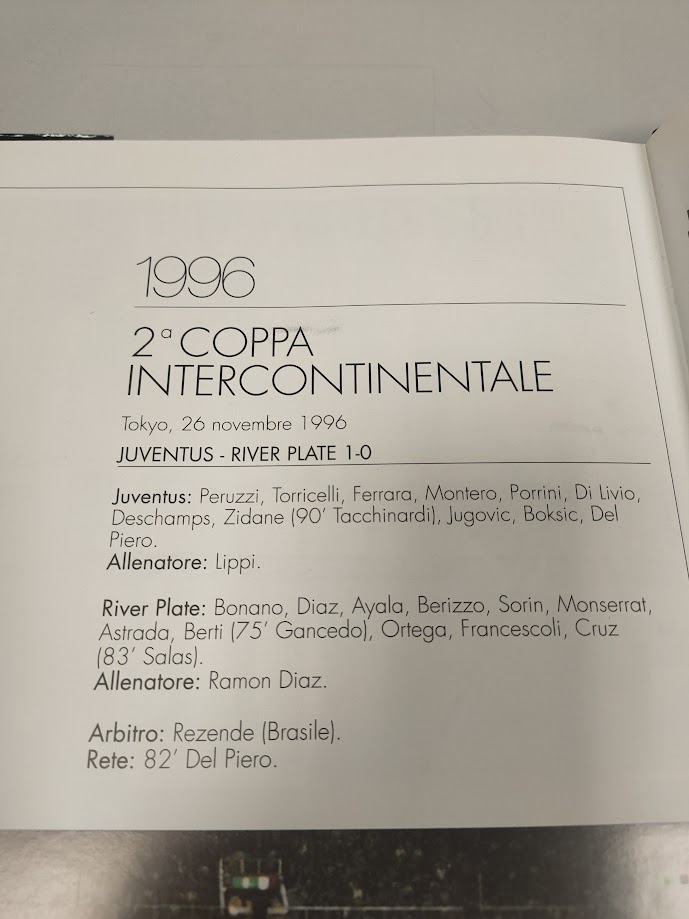 1996
2ª COPPA
INTERCONTINENTALE
Tokyo, 26 novembre 1996
JUVENTUS - RIVER PLATE 1-0
Juventus: Peruzzi, Torricelli, Ferrara, Montero, Porrini, Di Livio,
Deschamps, Zidane (90' Tacchinardi), Jugovic, Boksic, Del
Piero.
Allenatore: Lippi.
River Plate: Bonano, Diaz, Ayala, Berizzo, Sorin, Monserrat,
Astrada, Berti (75' Gancedo), Ortega, Francescoli, Cruz
(83' Salas).
Allenatore: Ramon Diaz.
Arbitro: Rezende (Brasile).
Rete: 82' Del Piero.